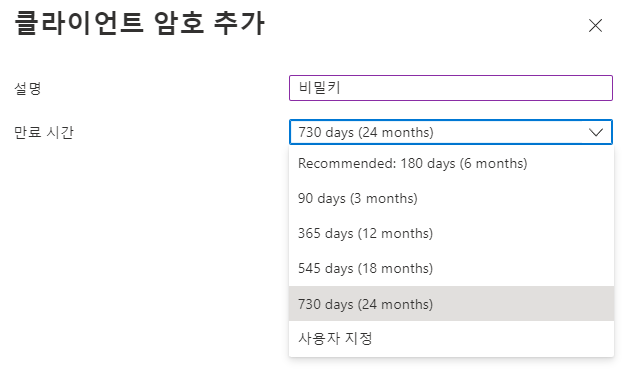 클라이언트 암호 추가
설명
비밀키
만료 시간
730 days (24 months)
Recommended: 180 days (6 months)
90 days (3 months)
365 days (12 months)
545 days (18 months)
730 days (24 months)
사용자 지정